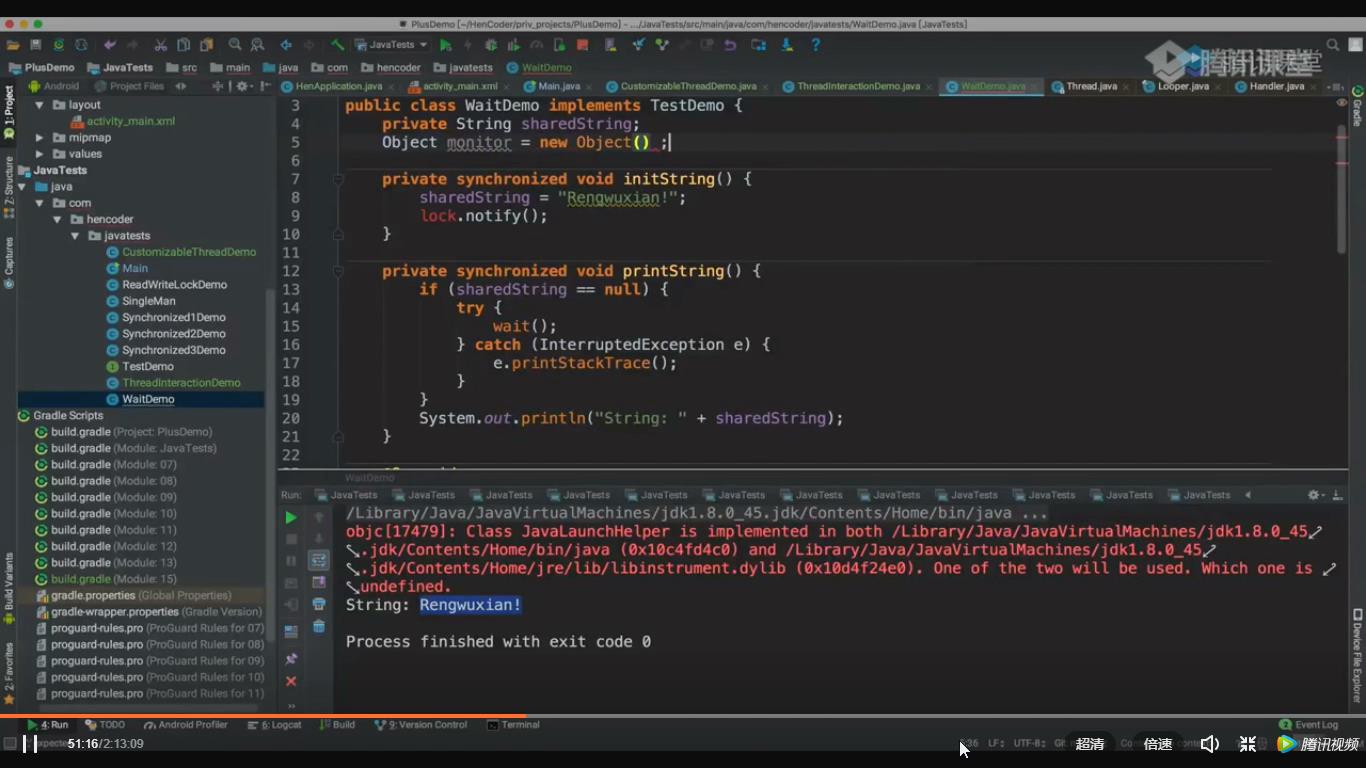 PlusDemo [~/HenCoder/priv_projects/PlusDemo] - .../JavaTests/src/main/java/com/hencoder/javatests/WaitDemo.java [JavaTests]
JavaTests
腾讯课堂
PlusDemo JavaTests src main java com hencoder javatests WaitDemo
Android Project Files
HenApplication.java activity_main.xml Main.java CustomizableThreadDemo.java ThreadInteractionDemo.java WaitDemo.java Thread.java Looper.java Handler.java
1: Project
Z: Structure
Captures
Build Variants
2: Favorites
Gradle
Device File Explorer
layout
activity_main.xml
mipmap
values
JavaTests
java
com
hencoder
javatests
CustomizableThreadDemo
Main
ReadWriteLockDemo
SingleMan
Synchronized1Demo
Synchronized2Demo
Synchronized3Demo
TestDemo
ThreadInteractionDemo
WaitDemo
Gradle Scripts
build.gradle (Project: PlusDemo)
build.gradle (Module: JavaTests)
build.gradle (Module: 07)
build.gradle (Module: 08)
build.gradle (Module: 09)
build.gradle (Module: 10)
build.gradle (Module: 11)
build.gradle (Module: 12)
build.gradle (Module: 13)
build.gradle (Module: 15)
gradle.properties (Global Properties)
gradle-wrapper.properties (Gradle Version)
proguard-rules.pro (ProGuard Rules for 07)
proguard-rules.pro (ProGuard Rules for 08)
proguard-rules.pro (ProGuard Rules for 09)
proguard-rules.pro (ProGuard Rules for 10)
proguard-rules.pro (ProGuard Rules for 11)
3 public class WaitDemo implements TestDemo {
4 private String sharedString;
5 Object monitor = new Object() ;
6
7 private synchronized void initString() {
8 sharedString = "Rengwuxian!";
9 lock.notify();
10 }
11
12 private synchronized void printString() {
13 if (sharedString == null) {
14 try {
15 wait();
16 } catch (InterruptedException e) {
17 e.printStackTrace();
18 }
19 }
20 System.out.println("String: " + sharedString);
21 }
22
WaitDemo
Run: JavaTests JavaTests JavaTests JavaTests JavaTests JavaTests JavaTests JavaTests JavaTests JavaTests JavaTests JavaTests
/Library/Java/JavaVirtualMachines/jdk1.8.0_45.jdk/Contents/Home/bin/java ...
objc[17479]: Class JavaLaunchHelper is implemented in both /Library/Java/JavaVirtualMachines/jdk1.8.0_45
.jdk/Contents/Home/bin/java (0x10c4fd4c0) and /Library/Java/JavaVirtualMachines/jdk1.8.0_45
.jdk/Contents/Home/jre/lib/libinstrument.dylib (0x10d4f24e0). One of the two will be used. Which one is
undefined.
String: Rengwuxian!
Process finished with exit code 0
4: Run TODO Android Profiler 6: Logcat Build 9: Version Control Terminal Event Log
51:16/2:13:09
LF UTF-8
超清 倍速 腾讯视频